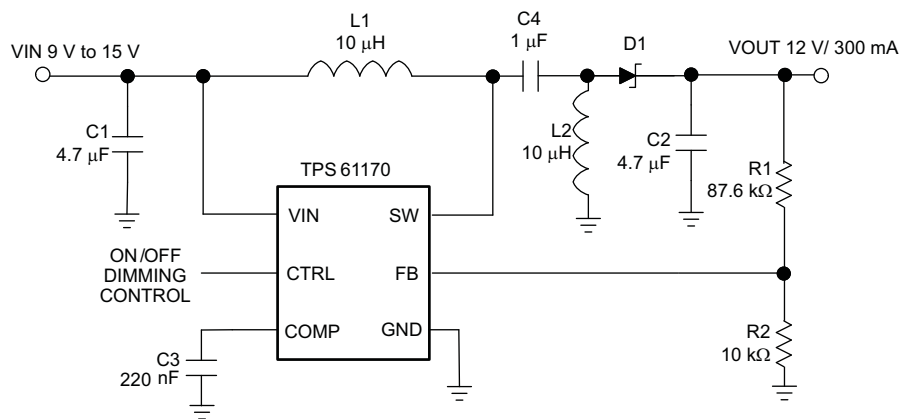 L1
10 μH
C4
1 μF
D1
VIN 9 V to 15 V
VOUT 12 V/ 300 mA
C1
4.7 μF
L2
10 μH
C2
4.7 μF
R1
87.6 kΩ
TPS 61170
VIN
SW
ON/OFF
DIMMING
CONTROL
CTRL
FB
COMP
GND
C3
220 nF
R2
10 kΩ